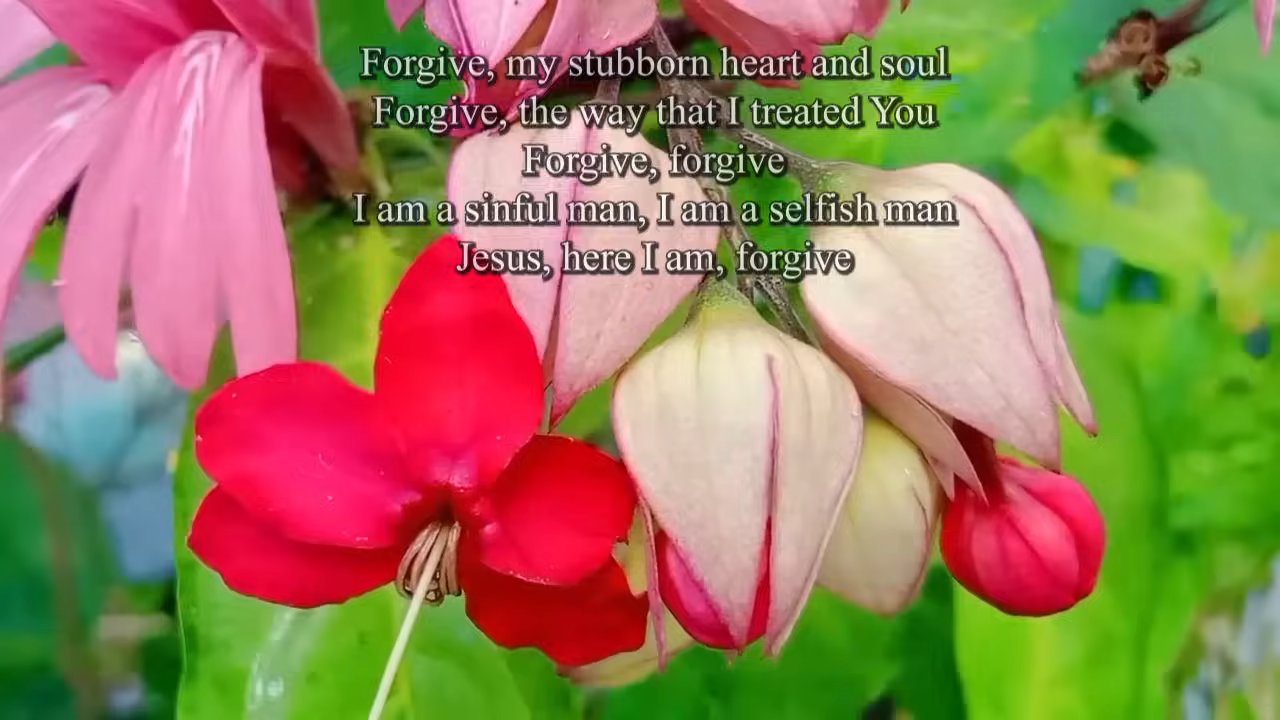 Forgive, my stubborn heart and soul
Forgive, the way that I treated You
Forgive, forgive
I am a sinful man, I am a selfish man
Jesus, here I am, forgive